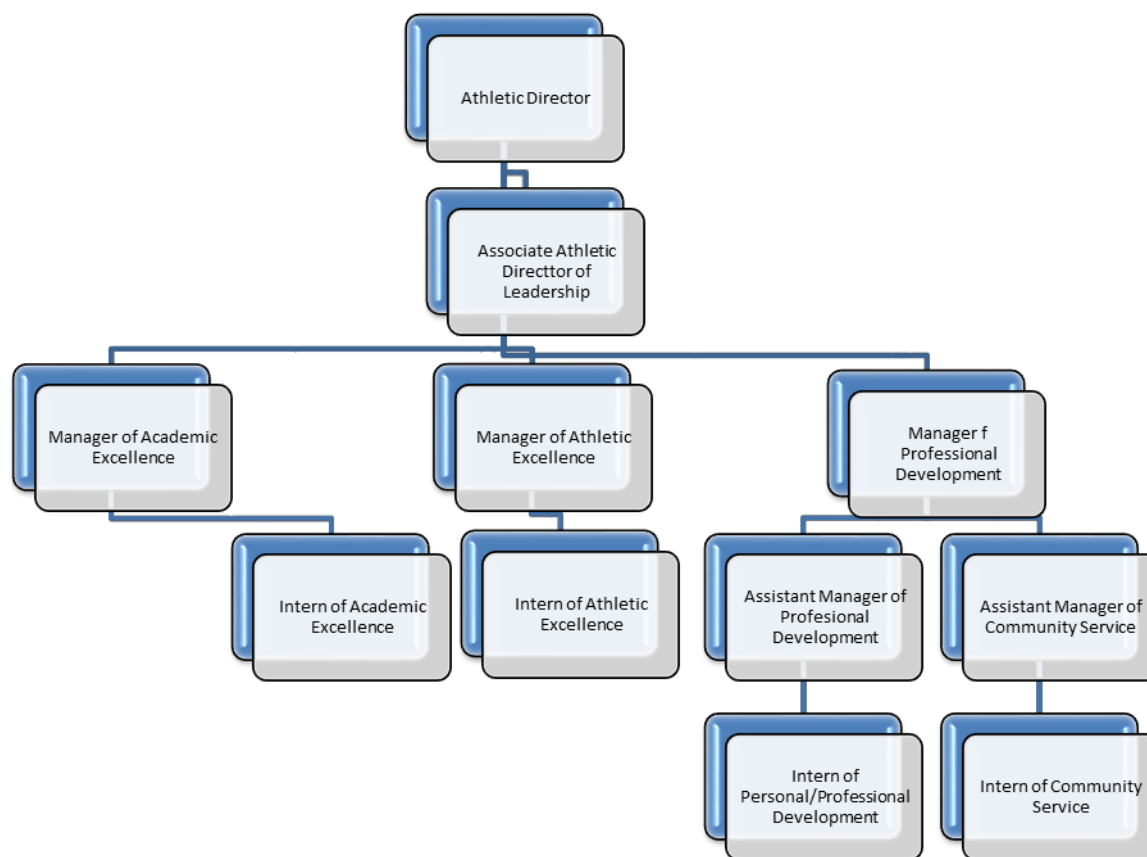 Athletic Director
Associate Athletic
Directtor of
Leadership
Manager of Academic
Excellence
Manager of Athletic
Excellence
Manager f
Professional
Development
Intern of Academic
Excellence
Intern of Athletic
Excellence
Assistant Manager of
Profesional
Development
Assistant Manager of
Community Service
Intern of
Personal/Professional
Development
Intern of Community
Service